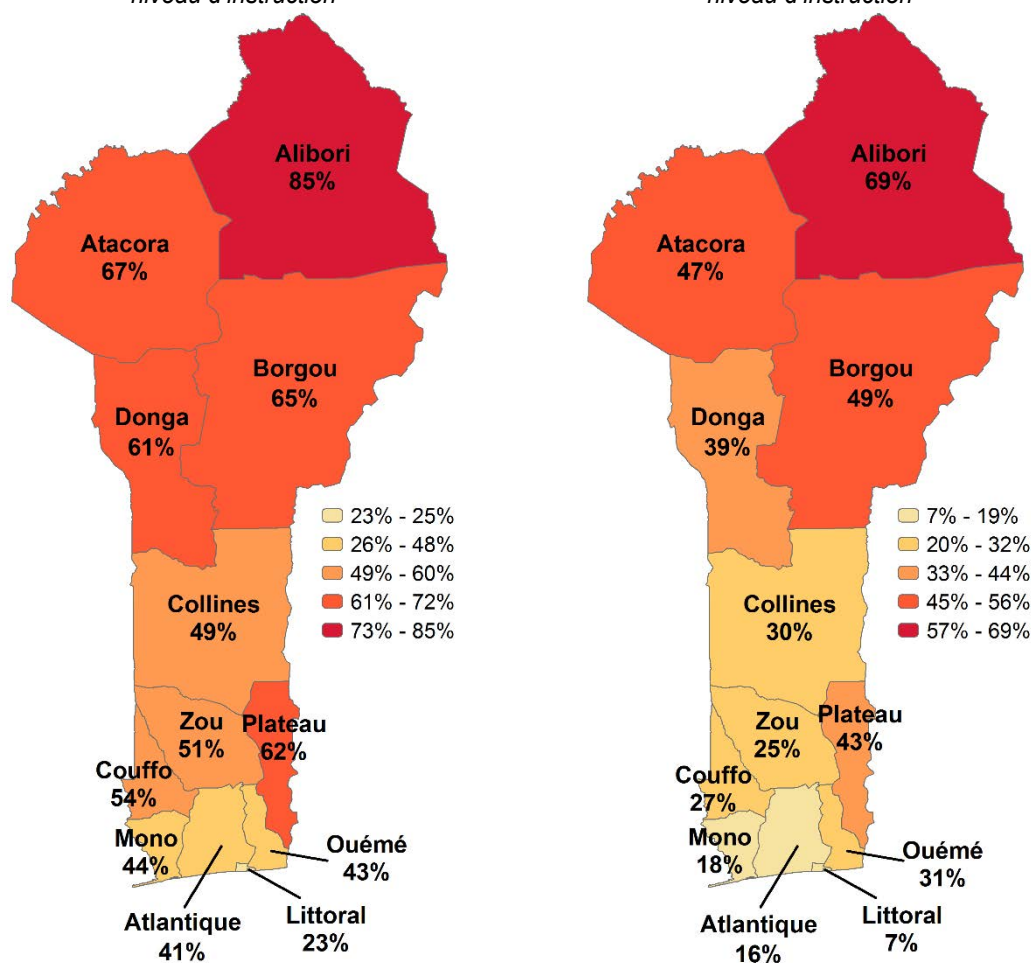 niveau d'instruction
Alibori
85%
Atacora
67%
Borgou
65%
Donga
61%
23% - 25%
26% - 48%
49% - 60%
61% - 72%
73% - 85%
Collines
49%
Zou
51%
Plateau
62%
Couffo
54%
Mono
44%
Ouémé
43%
Atlantique
41%
Littoral
23%
niveau d'instruction
Alibori
69%
Atacora
47%
Borgou
49%
Donga
39%
7% - 19%
20% - 32%
33% - 44%
45% - 56%
57% - 69%
Collines
30%
Zou
25%
Plateau
43%
Couffo
27%
Mono
18%
Ouémé
31%
Atlantique
16%
Littoral
7%